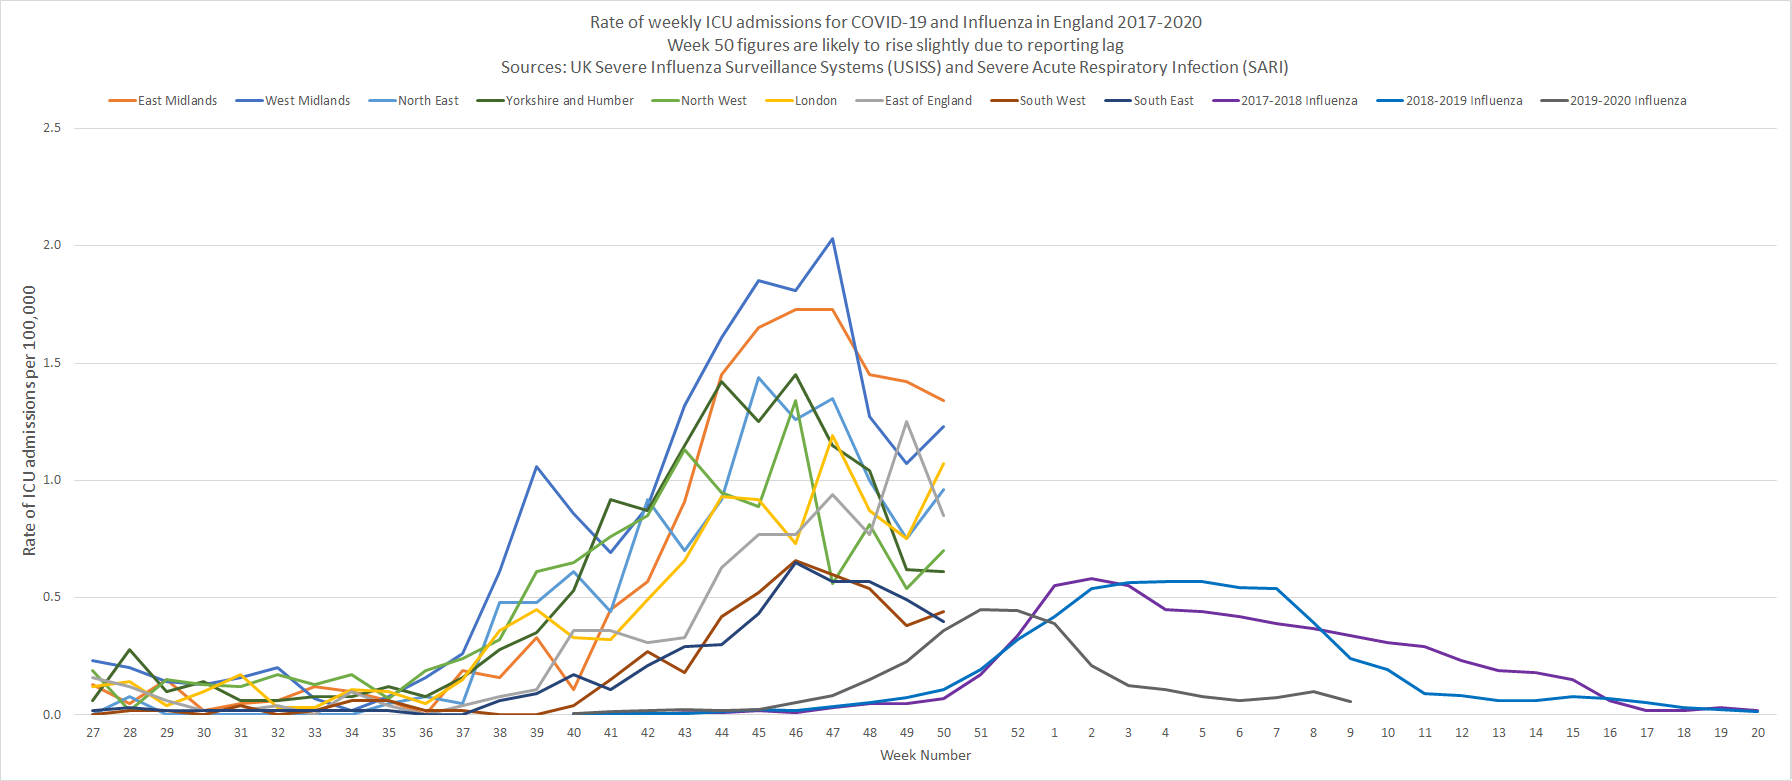 Rate of weekly ICU admissions for COVID-19 and Influenza in England 2017-2020
Week 50 figures are likely to rise slightly due to reporting lag
Sources: UK Severe Influenza Surveillance Systems (USISS) and Severe Acute Respiratory Infection (SARI)
East Midlands West Midlands North East Yorkshire and Humber North West London East of England South West South East 2017-2018 Influenza 2018-2019 Influenza 2019-2020 Influenza
2.5
2.0
1.5
1.0
0.5
0.0
Rate of ICU admissions per 100,000
27 28 29 30 31 32 33 34 35 36 37 38 39 40 41 42 43 44 45 46 47 48 49 50 51 52 1 2 3 4 5 6 7 8 9 10 11 12 13 14 15 16 17 18 19 20
Week Number